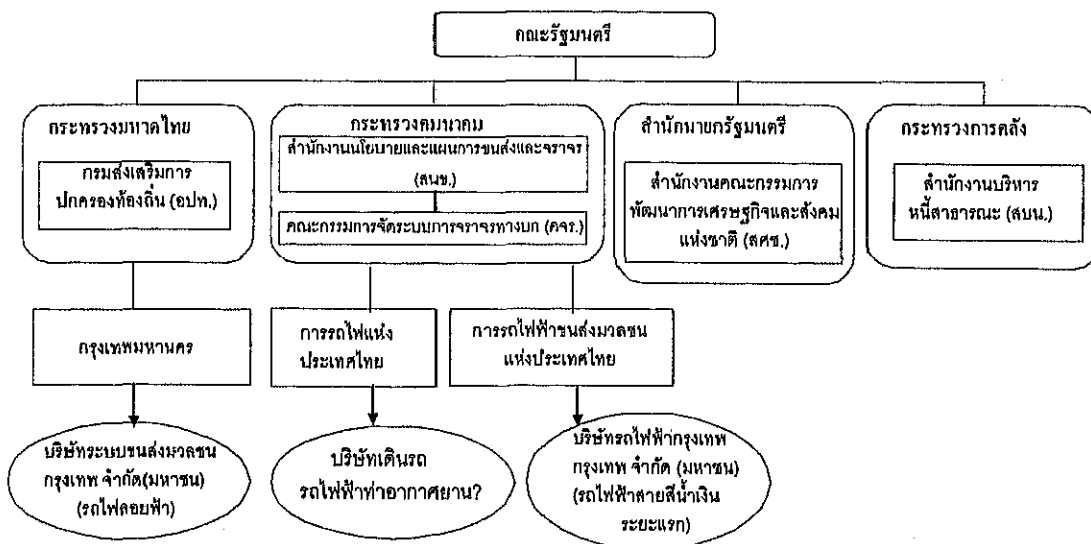 คณะรัฐมนตรี
กระทรวงมหาดไทย
กรมส่งเสริมการ
ปกครองท้องถิ่น (อปท.)
กระทรวงคมนาคม
สำนักงานนโยบายและแผนการขนส่งและจราจร
(สนข.)
คณะกรรมการจัดระบบการจราจรทางบก (คจร.)
สำนักนายกรัฐมนตรี
สำนักงานคณะกรรมการ
พัฒนาการเศรษฐกิจและสังคม
แห่งชาติ (สศช.)
กระทรวงการคลัง
สำนักงานบริหาร
หนี้สาธารณะ (สบน.)
กรุงเทพมหานคร
การรถไฟแห่ง
ประเทศไทย
การรถไฟฟ้าขนส่งมวลชน
แห่งประเทศไทย
บริษัทระบบขนส่งมวลชน
กรุงเทพ จำกัด(มหาชน)
(รถไฟลอยฟ้า)
บริษัทเดินรถ
รถไฟฟ้าท่าอากาศยาน?
บริษัทรถไฟฟ้ากรุงเทพ
กรุงเทพ จำกัด (มหาชน)
(รถไฟฟ้าสายสีน้ำเงิน
ระยะแรก)